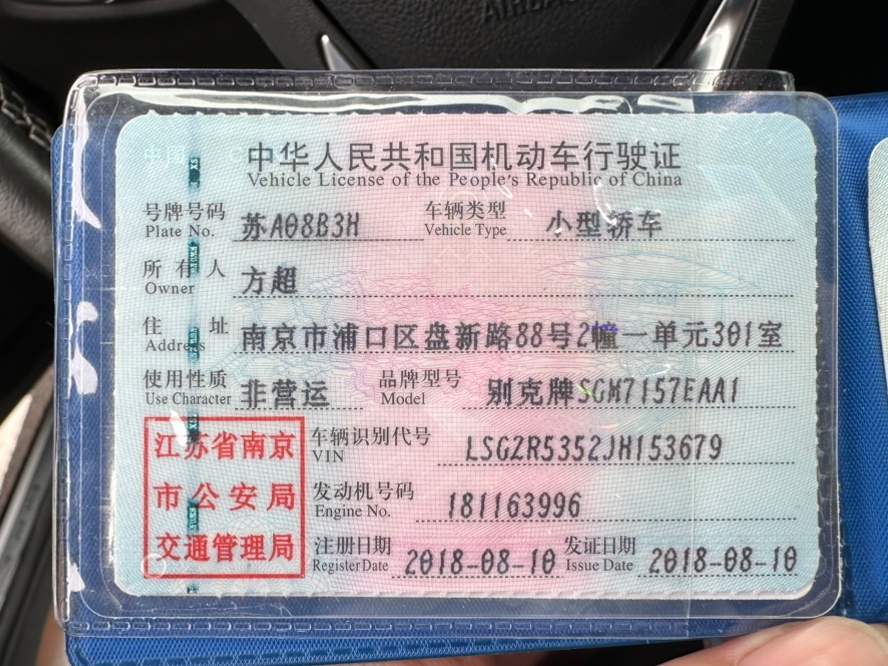 AIRBAG
中华人民共和国机动车行驶证
Vehicle License of the People's Republic of China
号牌号码 苏A08B3H 车辆类型 小型轿车
Plate No. Vehicle Type
所有人 方超
Owner
住址 南京市浦口区盘新路88号2幢一单元301室
Address
使用性质 非营运 品牌型号 别克牌SGM7157EAA1
Use Character Model
江苏省南京
市公安局
交通管理局
车辆识别代号 LSGZR5352JH153679
VIN
发动机号码 181163996
Engine No.
注册日期 2018-08-10 发证日期 2018-08-10
Register Date Issue Date